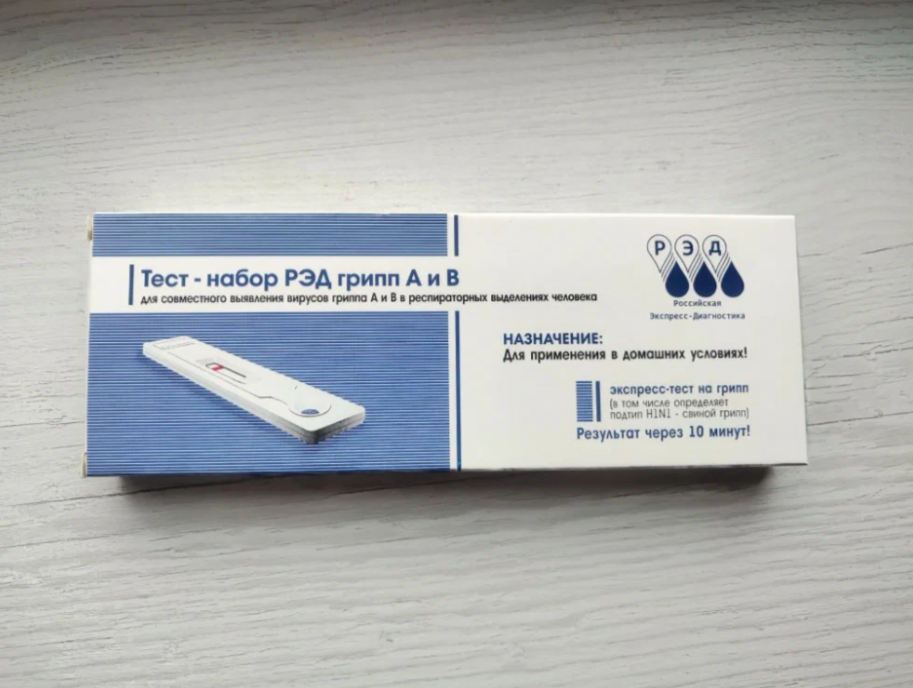 Тест - набор РЭД грипп А и В
для совместного выявления вирусов гриппа А и В в респираторных выделениях человека
РЭД
Российская
Экспресс-Диагностика
НАЗНАЧЕНИЕ:
Для применения в домашних условиях!
экспресс-тест на грипп
(в том числе определяет
подтип H1N1 - свиной грипп)
Результат через 10 минут!